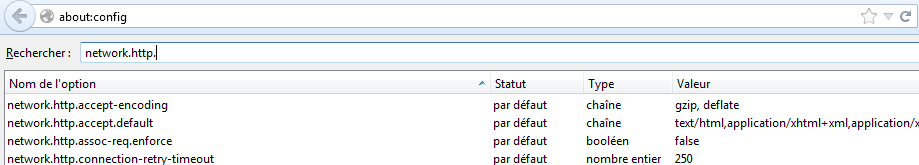 about:config
Rechercher : network.http.
Nom de l'option Statut Type Valeur
network.http.accept-encoding par défaut chaîne gzip, deflate
network.http.accept.default par défaut chaîne text/html,application/xhtml+xml,application/x
network.http.assoc-req.enforce par défaut booléen false
network.http.connection-retry-timeout par défaut nombre entier 250